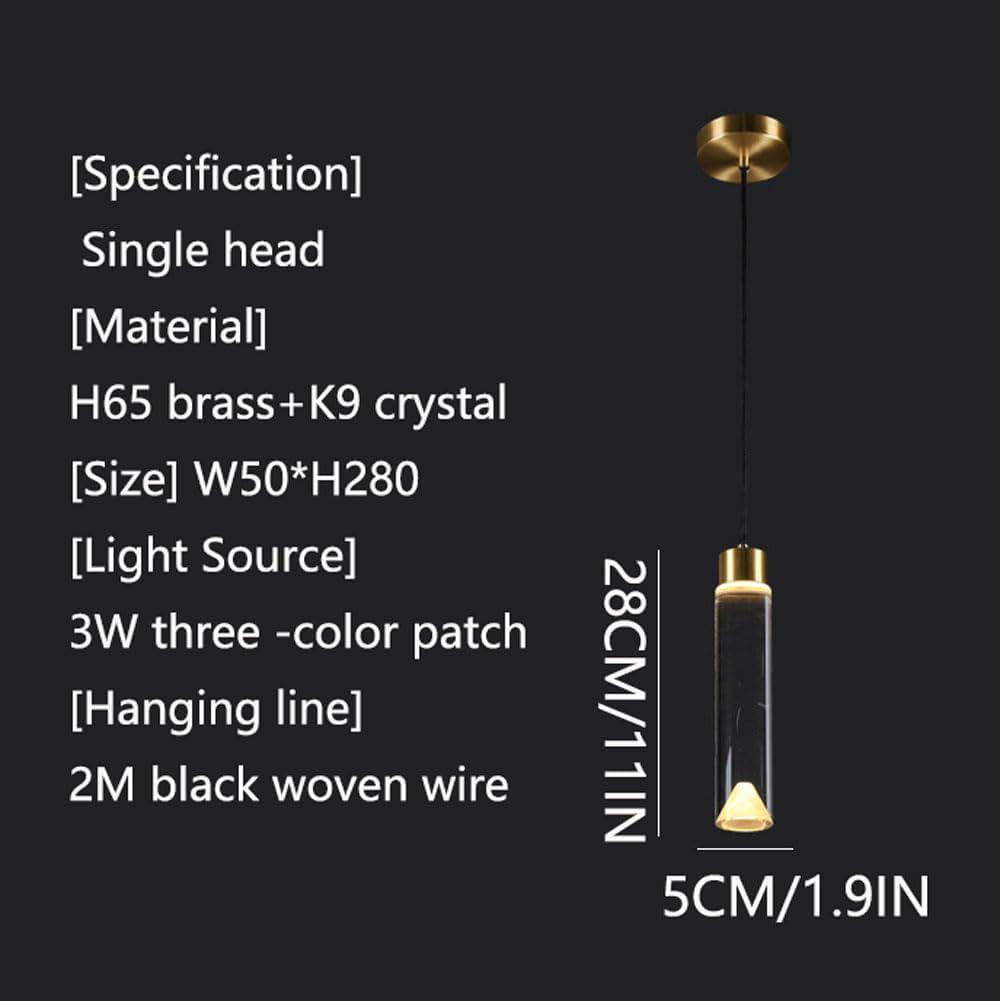 [Specification]
Single head
[Material]
H65 brass+K9 crystal
[Size] W50*H280
[Light Source]
3W three -color patch
[Hanging line]
2M black woven wire
28CM/11IN
5CM/1.9IN